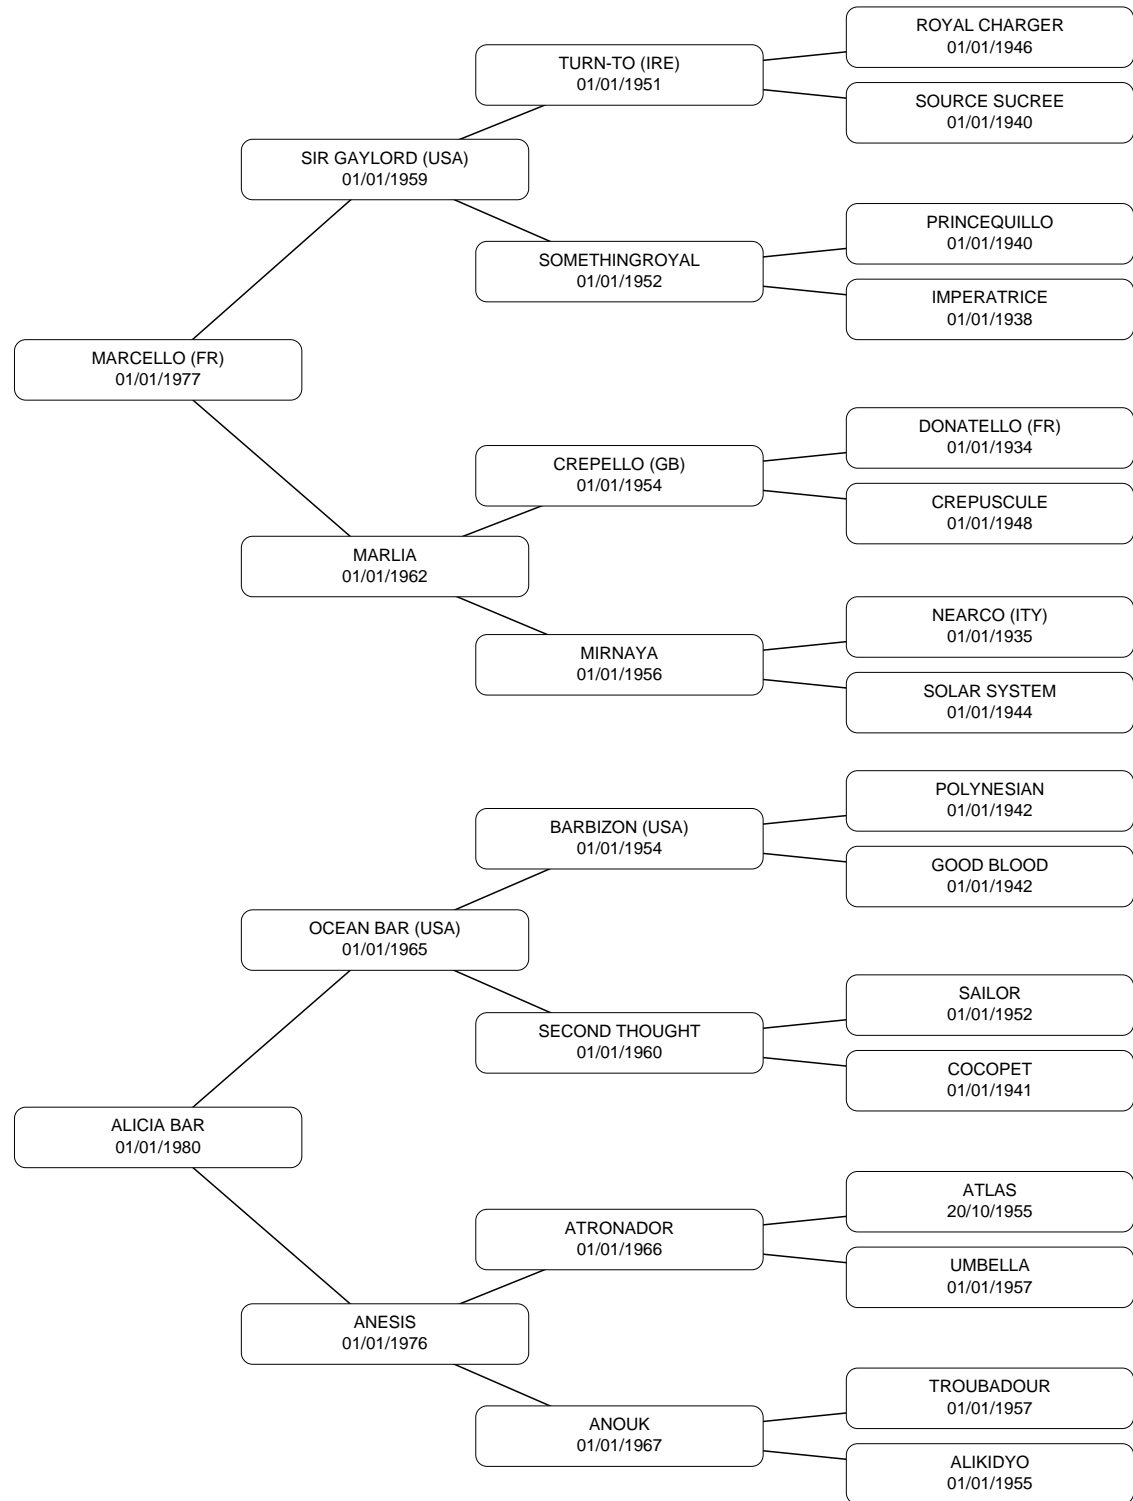 ROYAL CHARGER
01/01/1946
TURN-TO (IRE)
01/01/1951
SOURCE SUCREE
01/01/1940
SIR GAYLORD (USA)
01/01/1959
PRINCEQUILLO
01/01/1940
SOMETHINGROYAL
01/01/1952
IMPERATRICE
01/01/1938
MARCELLO (FR)
01/01/1977
DONATELLO (FR)
01/01/1934
CREPELLO (GB)
01/01/1954
CREPUSCULE
01/01/1948
MARLIA
01/01/1962
NEARCO (ITY)
01/01/1935
MIRNAYA
01/01/1956
SOLAR SYSTEM
01/01/1944
POLYNESIAN
01/01/1942
BARBIZON (USA)
01/01/1954
GOOD BLOOD
01/01/1942
OCEAN BAR (USA)
01/01/1965
SAILOR
01/01/1952
SECOND THOUGHT
01/01/1960
COCOPET
01/01/1941
ALICIA BAR
01/01/1980
ATLAS
20/10/1955
ATRONADOR
01/01/1966
UMBELLA
01/01/1957
ANESIS
01/01/1976
TROUBADOUR
01/01/1957
ANOUK
01/01/1967
ALIKIDYO
01/01/1955